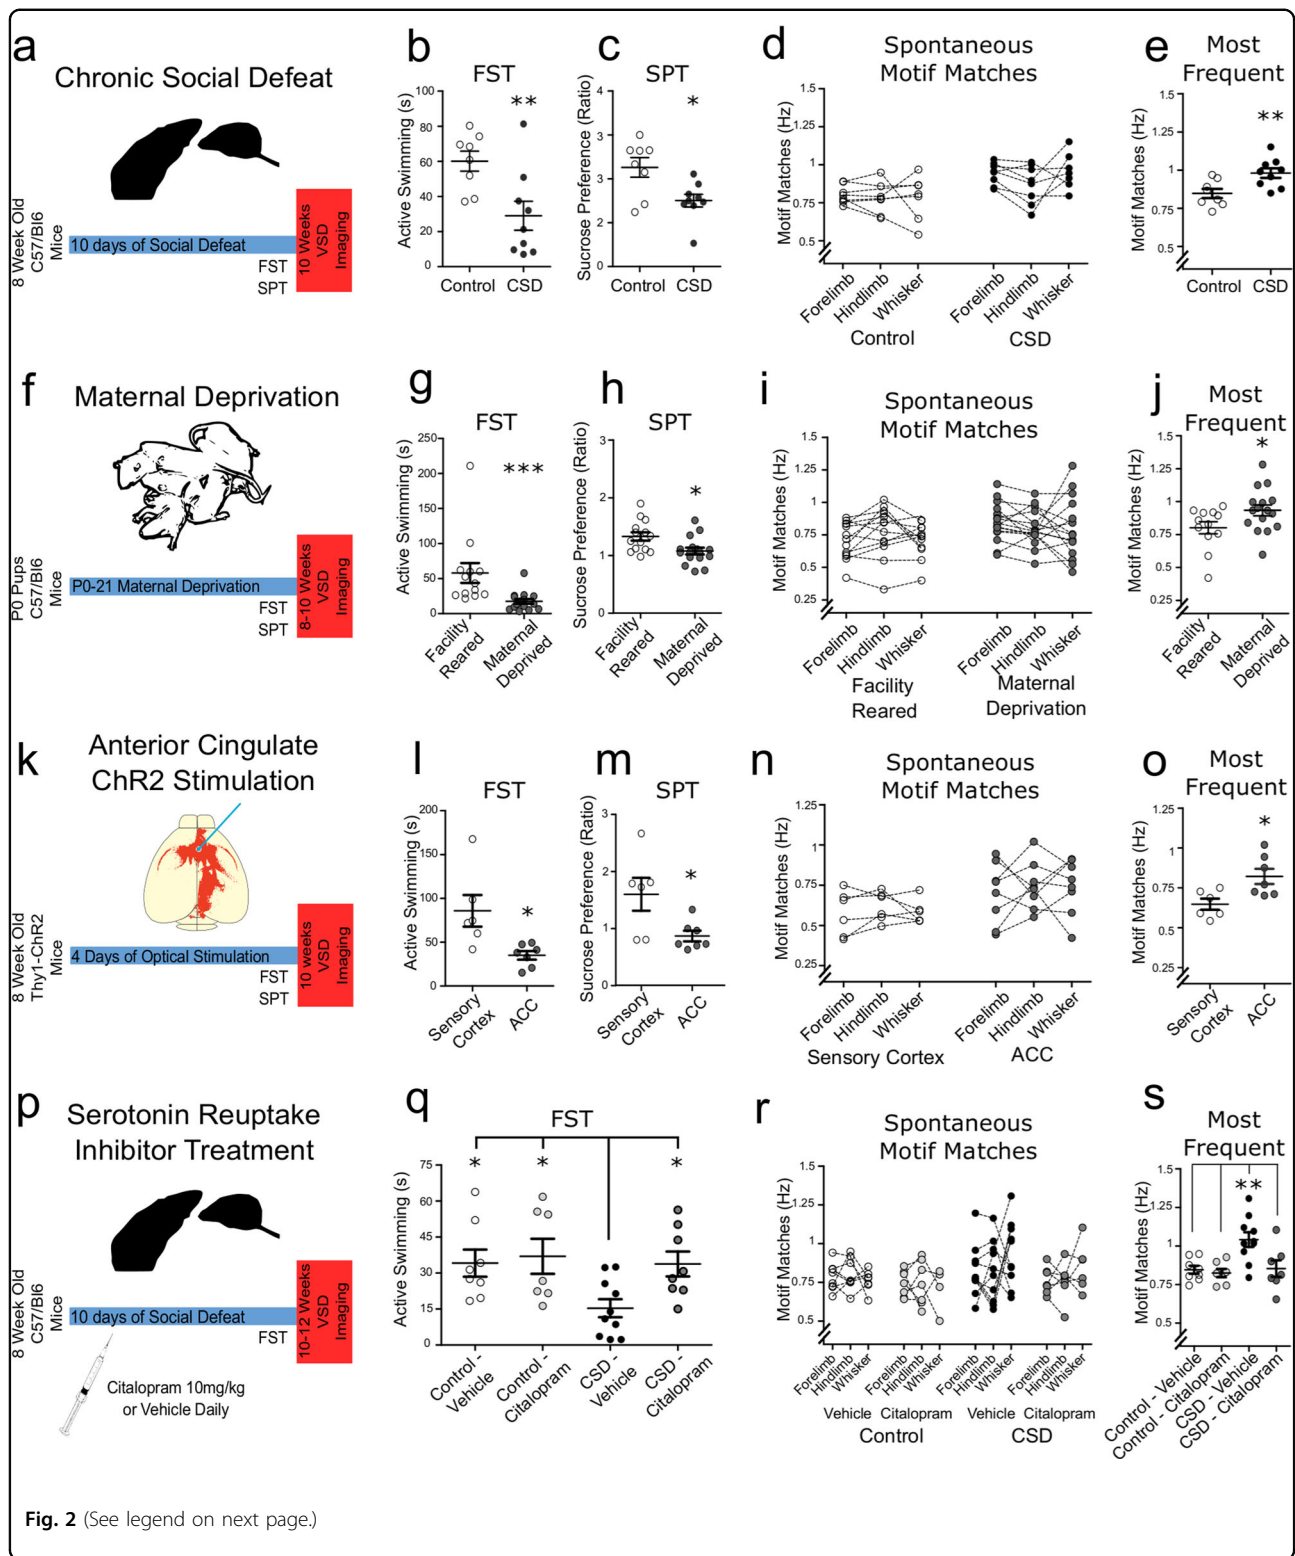 a
Chronic Social Defeat
8 Week Old
C57/Bl6
Mice
10 days of Social Defeat
FST
SPT
10 Weeks
VSD
Imaging
b
FST
Active Swimming (s)
100
80
60
40
20
0
**
Control
CSD
c
SPT
Sucrose Preference (Ratio)
4
3
3
2
4
*
Control
CSD
d
Spontaneous
Motif Matches
Motif Matches (Hz)
1.5
1.25
1
0.75
0.5
Forelimb
Hindlimb
Whisker
Control
Forelimb
Hindlimb
Whisker
CSD
e
Most
Frequent
Motif Matches (Hz)
1.5
1.25
1
0.75
0.5
**
Control
CSD
f
Maternal Deprivation
P0 Pups
C57/Bl6
Mice
P0-21 Maternal Deprivation
FST
SPT
8-10 Weeks
VSD
Imaging
g
FST
Active Swimming (s)
250
200
150
100
50
0
***
Facility
Reared
Maternal
Deprived
h
SPT
Sucrose Preference (Ratio)
3
2
1
0
*
Facility
Reared
Maternal
Deprived
i
Spontaneous
Motif Matches
Motif Matches (Hz)
1.5
1.25
1
0.75
0.5
0.25
Forelimb
Hindlimb
Whisker
Facility
Reared
Forelimb
Hindlimb
Whisker
Maternal
Deprivation
j
Most
Frequent
Motif Matches (Hz)
1.5
1.25
1
0.75
0.5
0.25
*
Facility
Reared
Maternal
Deprived
k
Anterior Cingulate
ChR2 Stimulation
8 Week Old
Thy1-ChR2
Mice
4 Days of Optical Stimulation
FST
SPT
10 weeks
VSD
Imaging
l
FST
Active Swimming (s)
200
150
100
50
0
*
Sensory
Cortex
ACC
m
SPT
Sucrose Preference (Ratio)
3
2
1
0
*
Sensory
Cortex
ACC
n
Spontaneous
Motif Matches
Motif Matches (Hz)
1.25
1
0.75
0.5
0.25
Forelimb
Hindlimb
Whisker
Sensory Cortex
Forelimb
Hindlimb
Whisker
ACC
o
Most
Frequent
Motif Matches (Hz)
1.25
1
0.75
0.5
0.25
*
Sensory
Cortex
ACC
p
Serotonin Reuptake
Inhibitor Treatment
8 Week Old
C57/Bl6
Mice
10 days of Social Defeat
FST
10-12 Weeks
VSD
Imaging
Citalopram 10mg/kg
or Vehicle Daily
q
FST
Active Swimming (s)
75
60
45
30
15
0
* * *
Control -
Vehicle
Control -
Citalopram
CSD -
Vehicle
CSD -
Citalopram
r
Spontaneous
Motif Matches
Motif Matches (Hz)
1.5
1.25
1
0.75
0.5
Forelimb
Hindlimb
Whisker
Forelimb
Hindlimb
Whisker
Forelimb
Hindlimb
Whisker
Forelimb
Hindlimb
Whisker
Vehicle Citalopram Vehicle Citalopram
Control CSD
s
Most
Frequent
Motif Matches (Hz)
1.5
1.25
1
0.75
0.5
**
Control - Vehicle
Control - Citalopram
CSD - Vehicle
CSD - Citalopram
Fig. 2 (See legend on next page.)